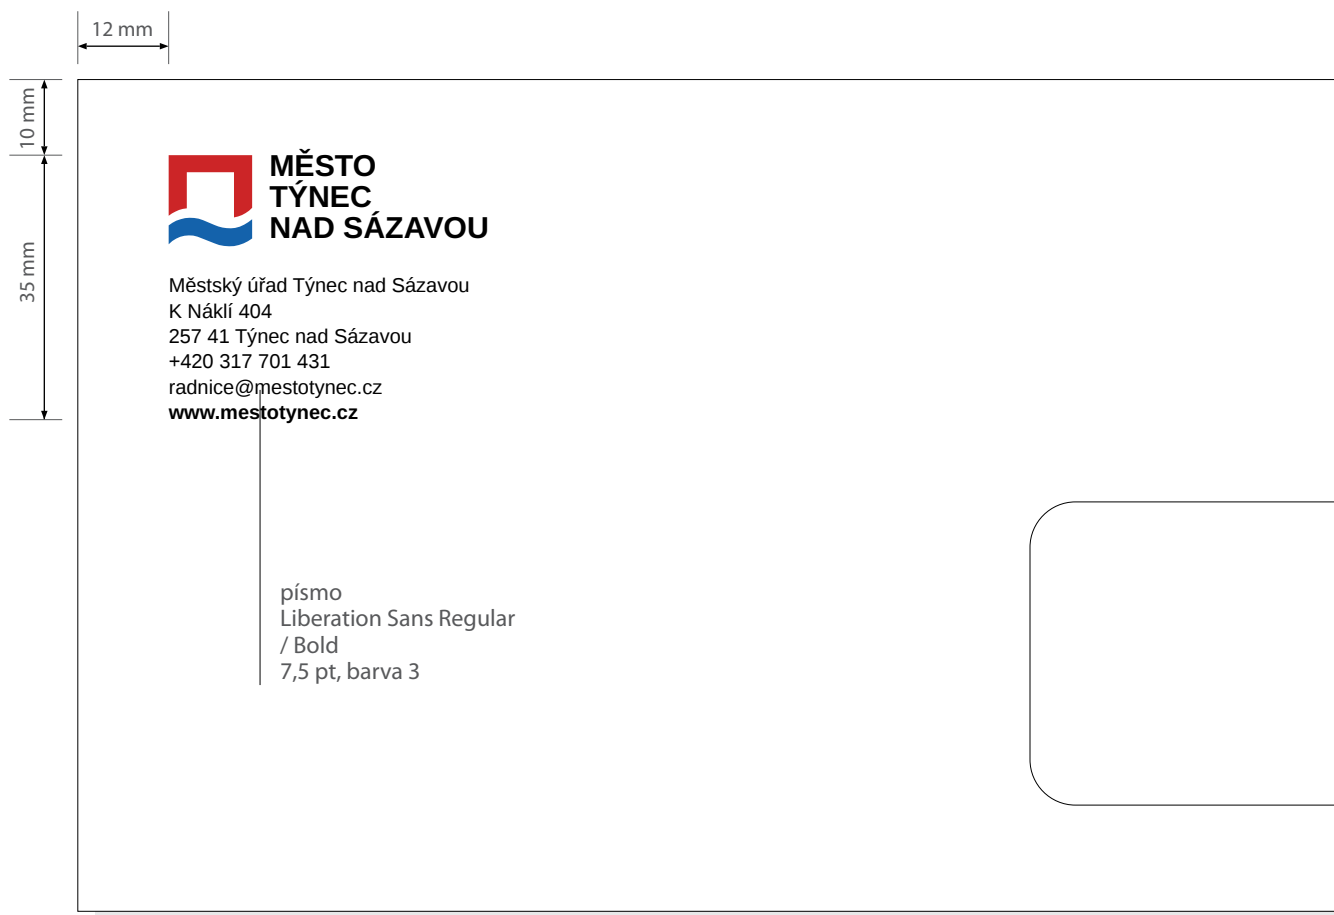 12 mm
10 mm
35 mm
MĚSTO
TÝNEC
NAD SÁZAVOU
Městský úřad Týnec nad Sázavou
K Náklí 404
257 41 Týnec nad Sázavou
+420 317 701 431
radnice@mestotynec.cz
www.mestotynec.cz
písmo
Liberation Sans Regular
/ Bold
7,5 pt, barva 3